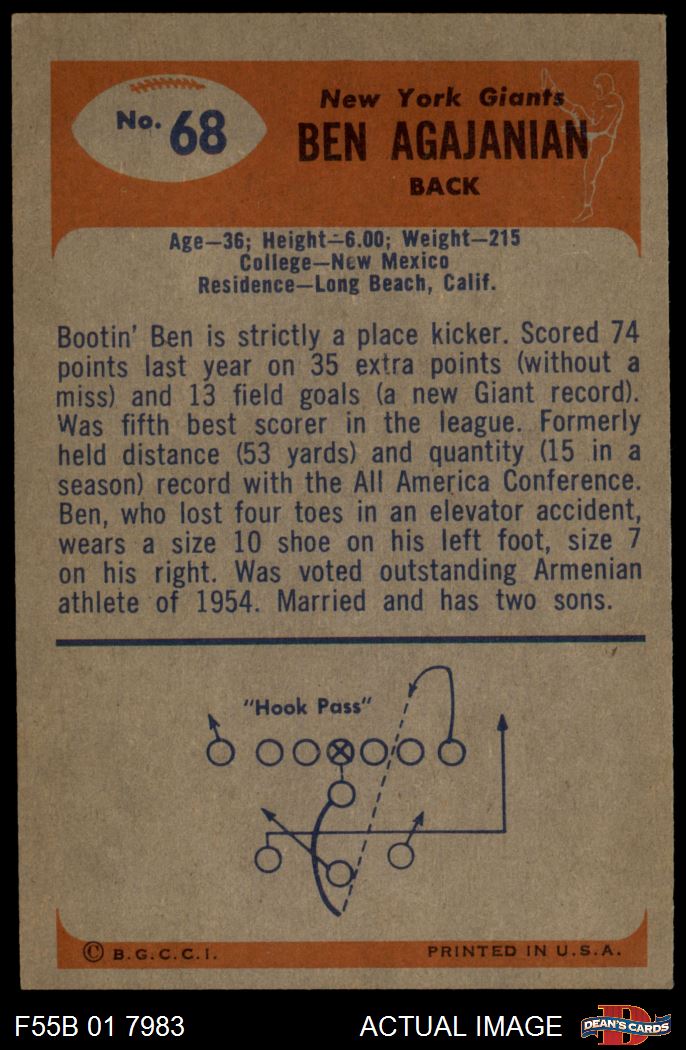 No. 68
New York Giants
BEN AGAJANIAN
BACK
Age—36; Height—6.00; Weight—215
College—New Mexico
Residence—Long Beach, Calif.
Bootin' Ben is strictly a place kicker. Scored 74
points last year on 35 extra points (without a
miss) and 13 field goals (a new Giant record).
Was fifth best scorer in the league. Formerly
held distance (53 yards) and quantity (15 in a
season) record with the All America Conference.
Ben, who lost four toes in an elevator accident,
wears a size 10 shoe on his left foot, size 7
on his right. Was voted outstanding Armenian
athlete of 1954. Married and has two sons.
"Hook Pass"
© B.G.C.C.I. PRINTED IN U.S.A.
F55B 01 7983 ACTUAL IMAGE DEAN'S CARDS